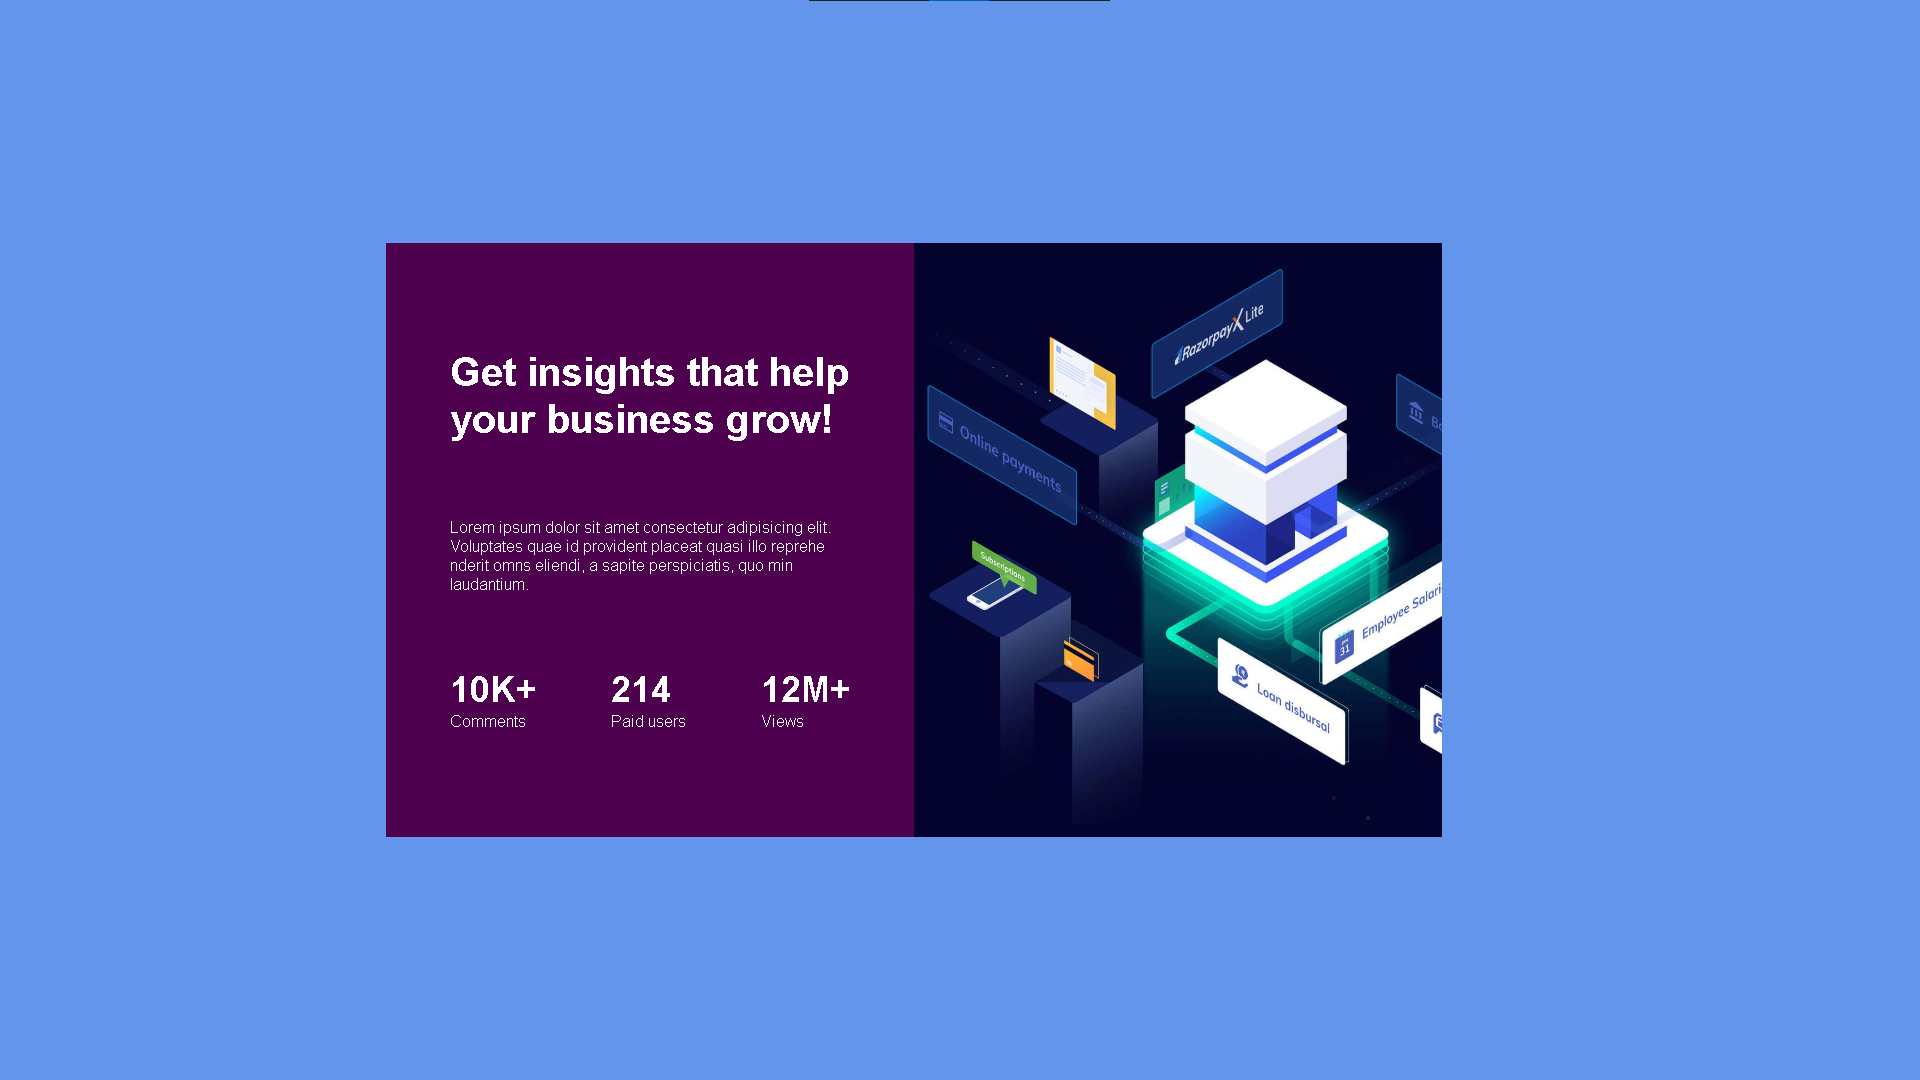 Get insights that help
your business grow!
Lorem ipsum dolor sit amet consectetur adipisicing elit.
Voluptates quae id provident placeat quasi illo reprehe
nderit omns eliendi, a sapite perspiciatis, quo min
laudantium.
10K+ 214 12M+
Comments Paid users Views
RazorpayX Lite
Online payments
Subscriptions
Employee Salari
31
Loan disbursal